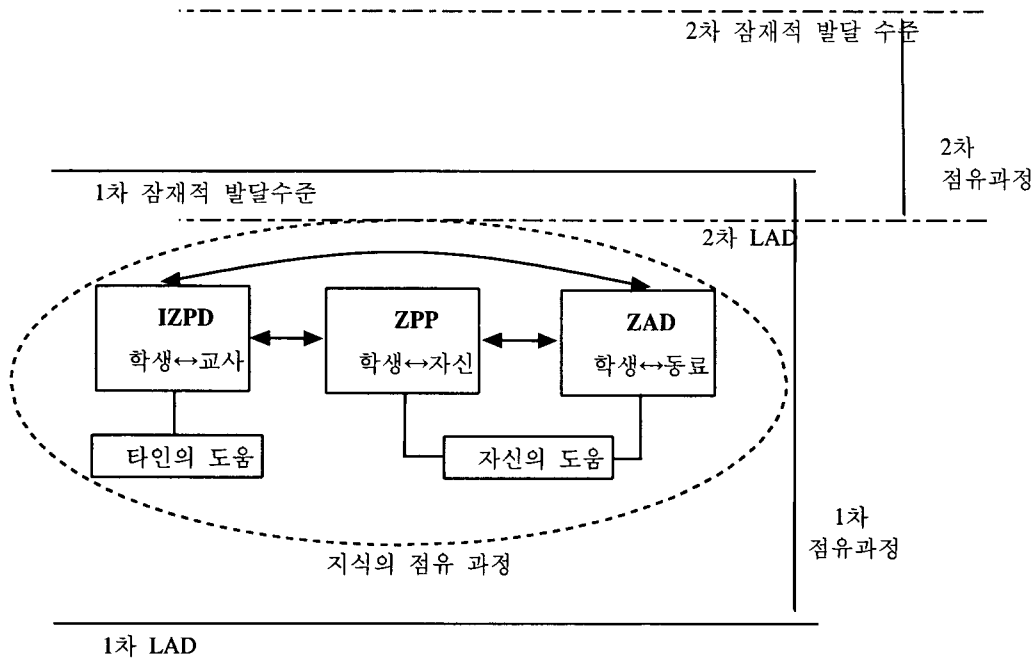 2차 잠재적 발달 수준
2차
점유과정
1차 잠재적 발달수준
2차 LAD
IZPD
학생↔교사
ZPP
학생↔자신
ZAD
학생↔동료
타인의 도움
자신의 도움
1차
점유과정
지식의 점유 과정
1차 LAD